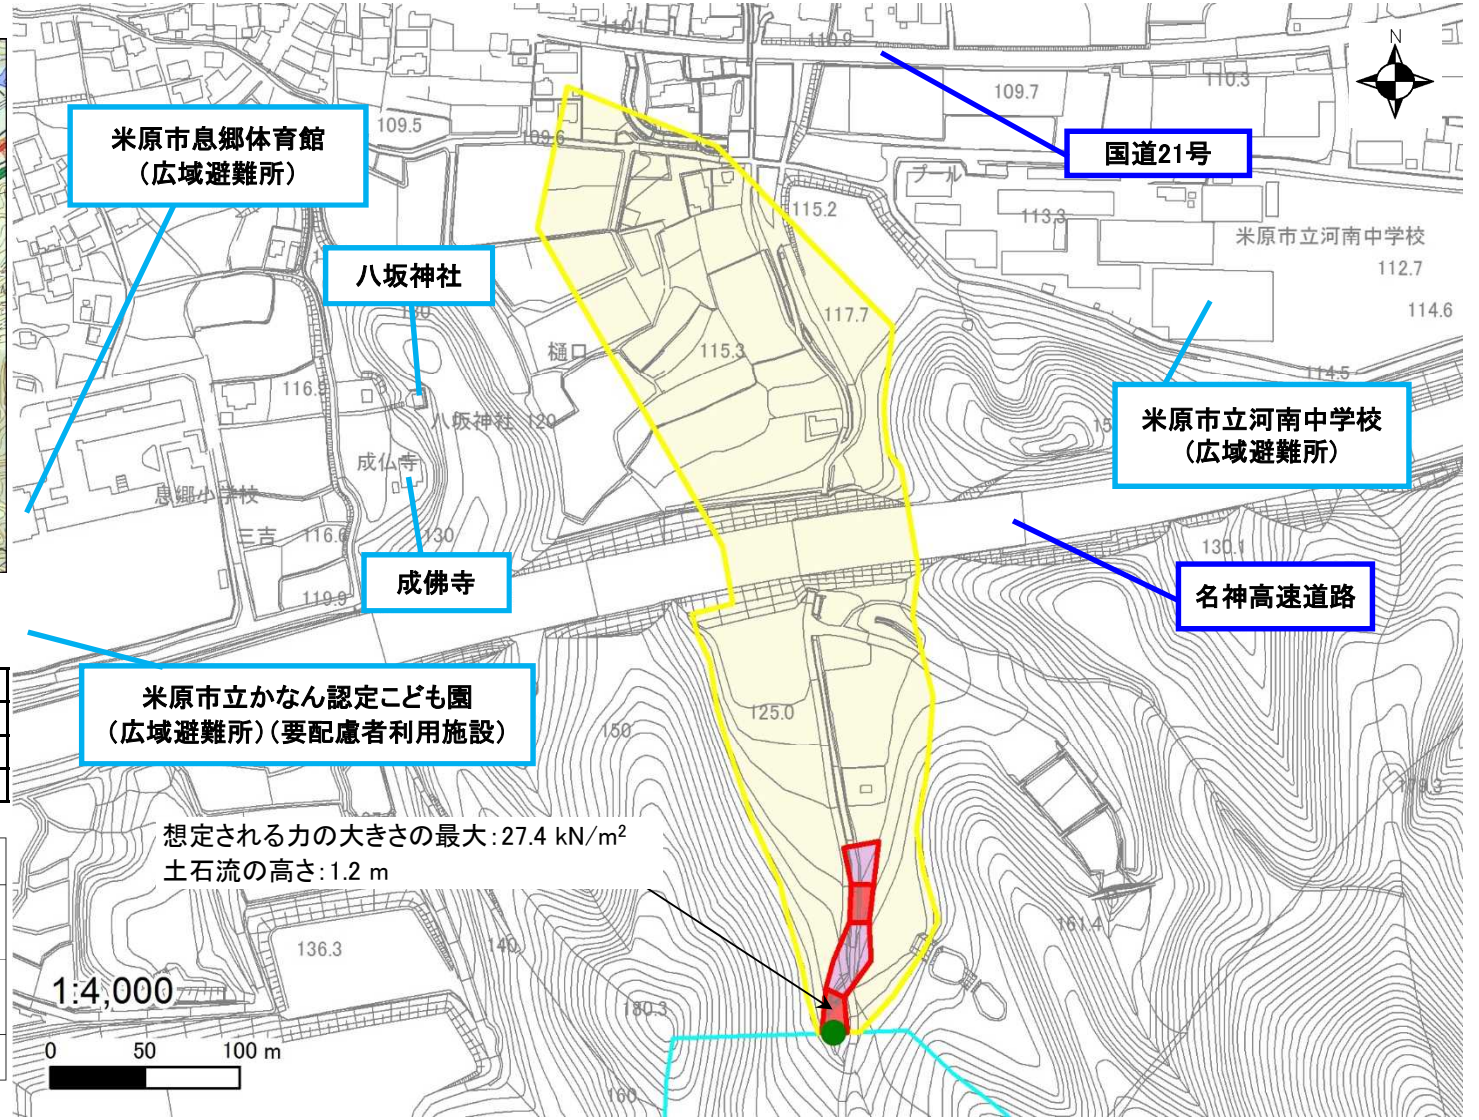 110.1
110.9
N
109.7
110.3
109.5
109.6
米原市息郷体育館
(広域避難所)
国道21号
プール
115.2
113.3
米原市立河南中学校
112.7
114.6
八坂神社
130
117.7
樋口
115.3
114.5
116.9
八坂神社 120
米原市立河南中学校
(広域避難所)
成仏寺
息郷小学校
三吉
116.6
130
130.1
成佛寺
119.9
名神高速道路
米原市立かなん認定こども園
(広域避難所)(要配慮者利用施設)
125.0
150
179.3
想定される力の大きさの最大:27.4 kN/m²
土石流の高さ:1.2 m
136.3
140
161.4
1:4,000
180.3
0 50 100 m
160